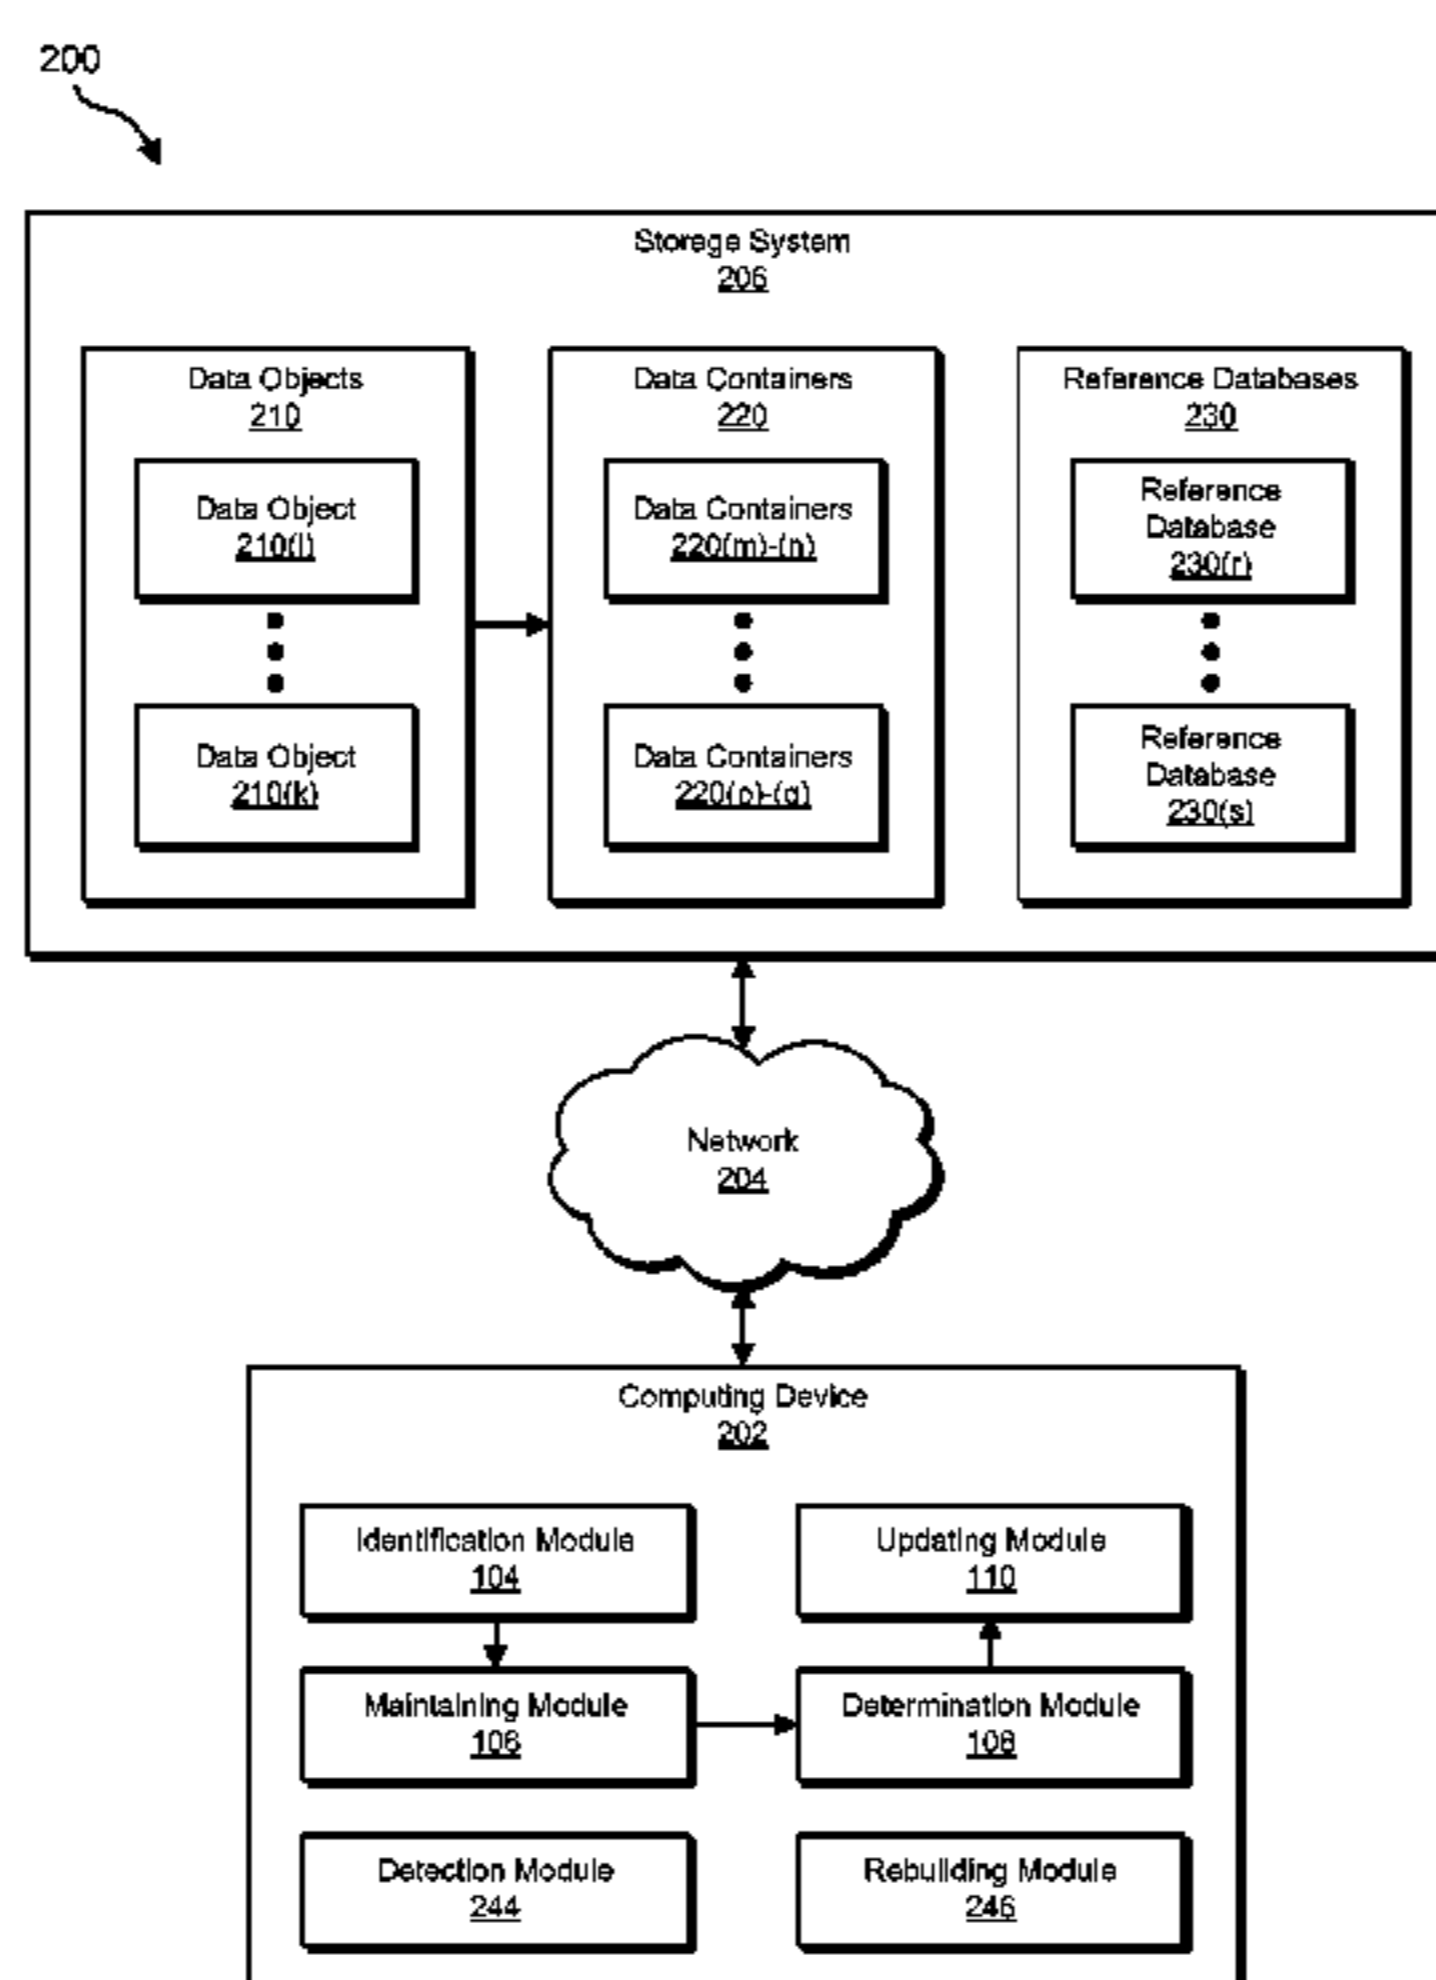 200
Storage System
206
Data Objects
210
Data Object
210(i)
Data Object
210(k)
Data Containers
220
Data Containers
220(m)-(n)
Data Containers
220(p)-(q)
Reference Databases
230
Reference
Database
230(r)
Reference
Database
230(s)
Network
204
Computing Device
202
Identification Module
104
Updating Module
110
Maintaining Module
106
Determination Module
108
Detection Module
244
Rebuilding Module
246